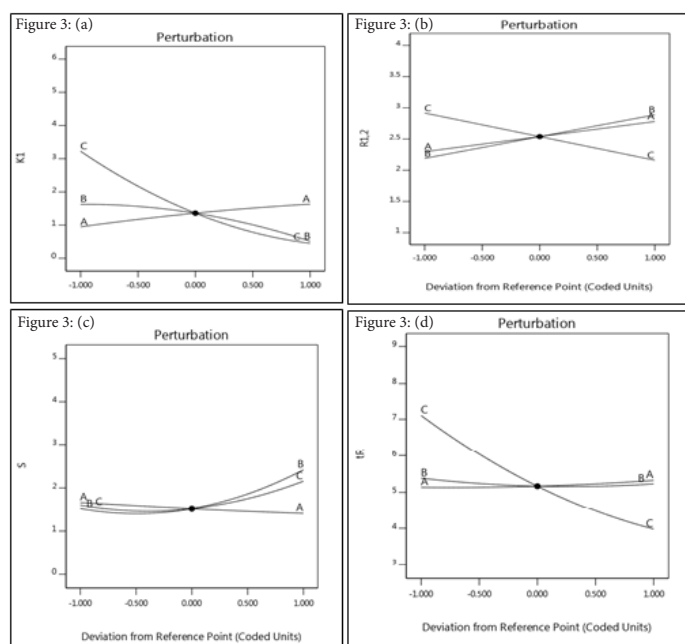 Figure 3: (a)
Perturbation
6
5
4
3
2
1
0
K1
C
B
A
A
C B
-1.000 -0.500 0.000 0.500 1.000
Figure 3: (b)
Perturbation
4
3.5
3
2.5
2
1.5
1
R1,2
C
A
B
B
A
C
-1.000 -0.500 0.000 0.500 1.000
Deviation from Reference Point (Coded Units)
Figure 3: (c)
Perturbation
5
4
3
2
1
0
S
A
B C
B
C
A
-1.000 -0.500 0.000 0.500 1.000
Deviation from Reference Point (Coded Units)
Figure 3: (d)
Perturbation
9
8
7
6
5
4
3
C
B
A
B A
C
-1.000 -0.500 0.000 0.500 1.000
Deviation from Reference Point (Coded Units)